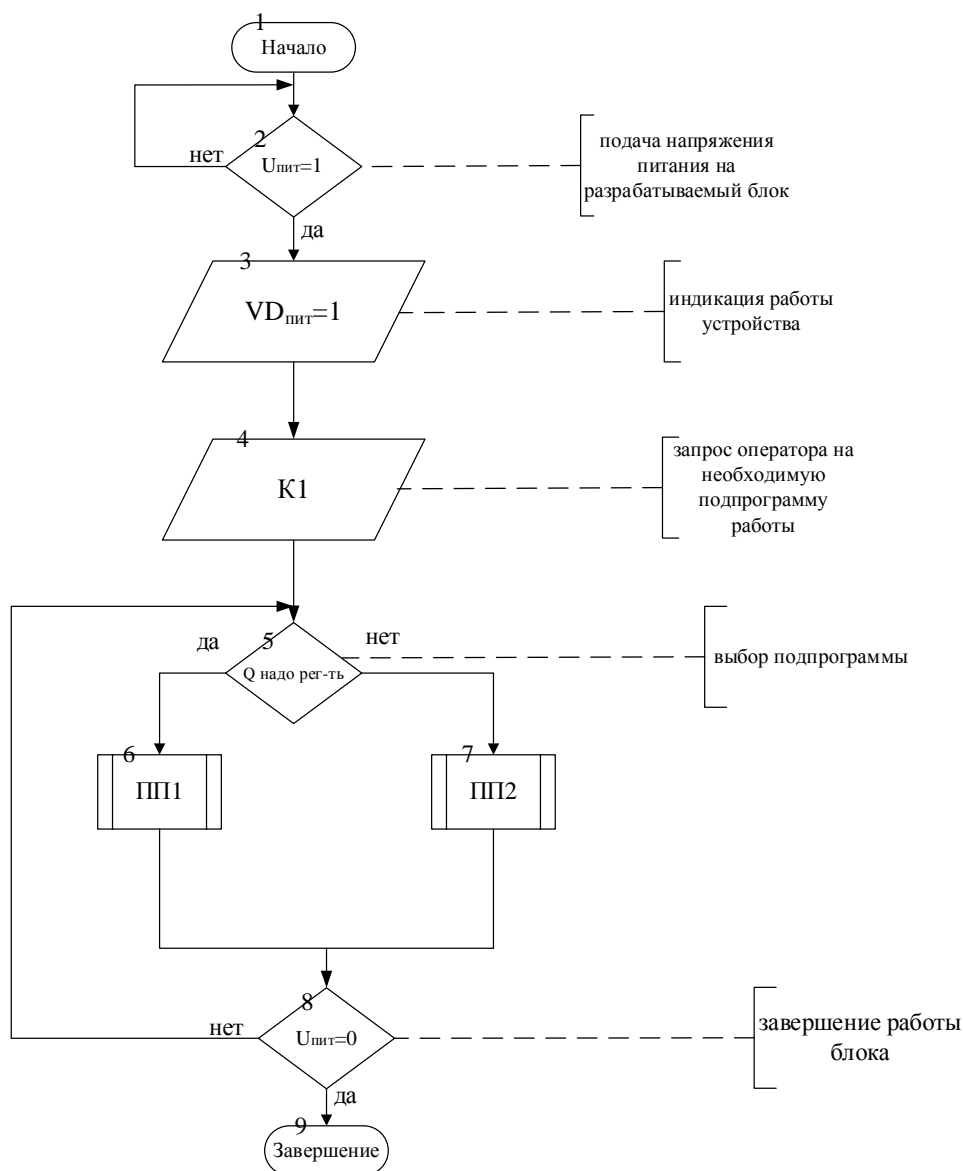 1
Начало
2
нет
Uпит=1
да
подача напряжения
питания на
разрабатываемый блок
3
VDпит=1
индикация работы
устройства
4
К1
запрос оператора на
необходимую
подпрограмму
работы
5
да
нет
Q надо рег-ть
выбор подпрограммы
6
ПП1
7
ПП2
8
нет
Uпит=0
да
завершение работы
блока
9
Завершение